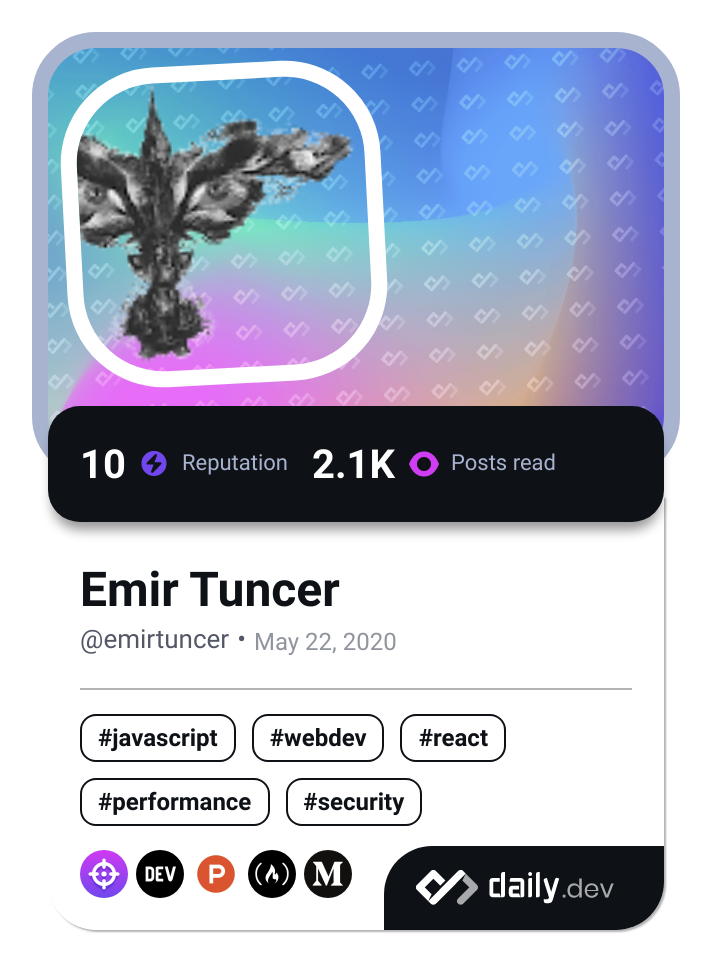 10 Reputation 2.1K Posts read
Emir Tuncer
@emirtuncer • May 22, 2020
#javascript #webdev #react
#performance #security
DEV P M daily.dev